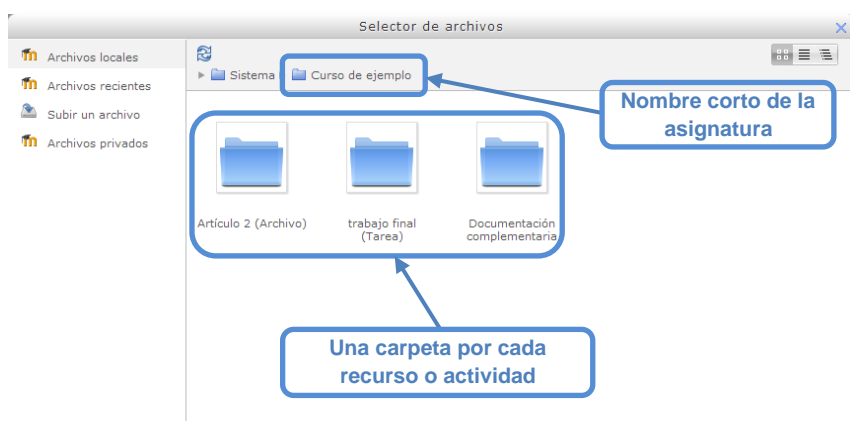 Selector de archivos
Archivos locales
Archivos recientes
Subir un archivo
Archivos privados
Sistema
Curso de ejemplo
Nombre corto de la
asignatura
Artículo 2 (Archivo)
trabajo final
(Tarea)
Documentación
complementaria
Una carpeta por cada
recurso o actividad